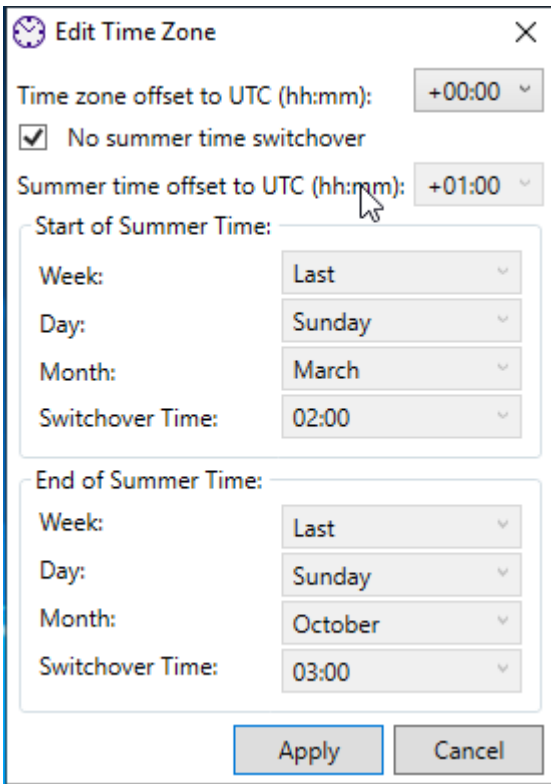 Edit Time Zone
Time zone offset to UTC (hh:mm): +00:00
No summer time switchover
Summer time offset to UTC (hh:mm): +01:00
Start of Summer Time:
Week: Last
Day: Sunday
Month: March
Switchover Time: 02:00
End of Summer Time:
Week: Last
Day: Sunday
Month: October
Switchover Time: 03:00
Apply Cancel